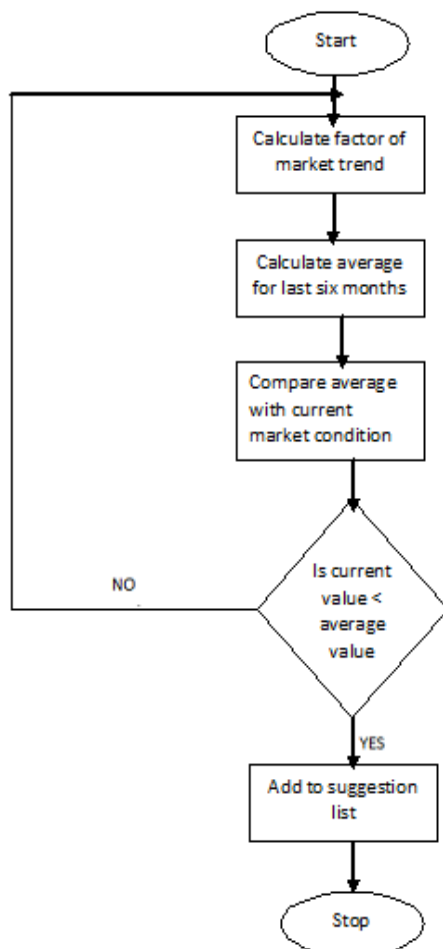 Start
Calculate factor of
market trend
Calculate average
for last six months
Compare average
with current
market condition
Is current
value <
average
value
NO
YES
Add to suggestion
list
Stop